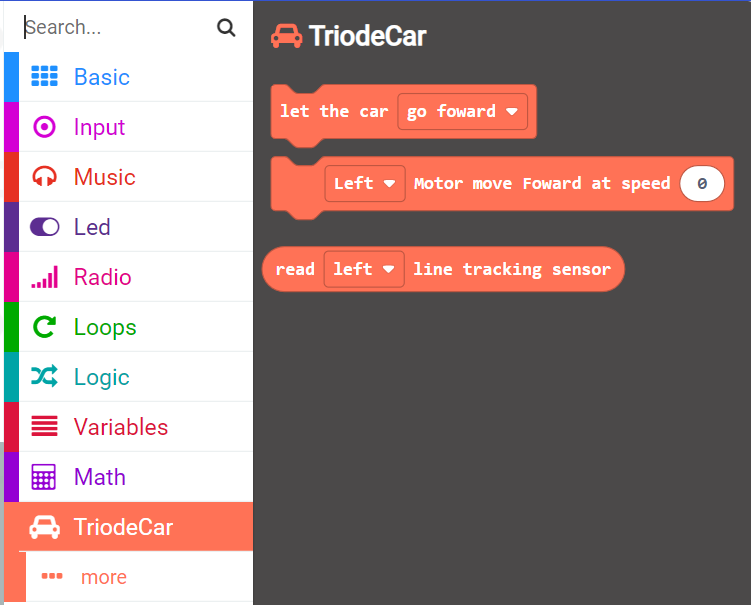 Search...
Basic
Input
Music
Led
Radio
Loops
Logic
Variables
Math
TriodeCar
more
TriodeCar
let the car go foward
Left Motor move Foward at speed 0
read left line tracking sensor